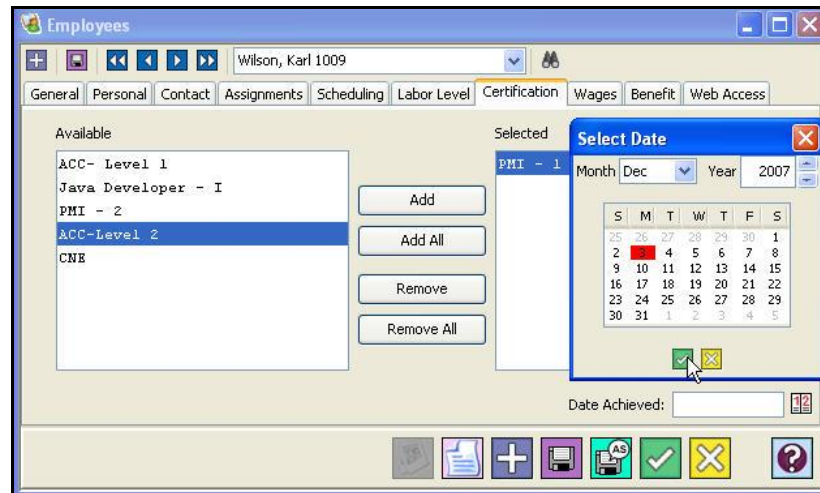 Employees
Wilson, Karl 1009
General Personal Contact Assignments Scheduling Labor Level Certification Wages Benefit Web Access
Available
ACC- Level 1
Java Developer - I
PMI - 2
ACC-Level 2
CNE
Add
Add All
Remove
Remove All
Selected
PMI - 1
Select Date
Month Dec Year 2007
S M T W T F S
25 26 27 28 29 30 1
2 3 4 5 6 7 8
9 10 11 12 13 14 15
16 17 18 19 20 21 22
23 24 25 26 27 28 29
30 31 1 2 3 4 5
Date Achieved:
12
AS
?